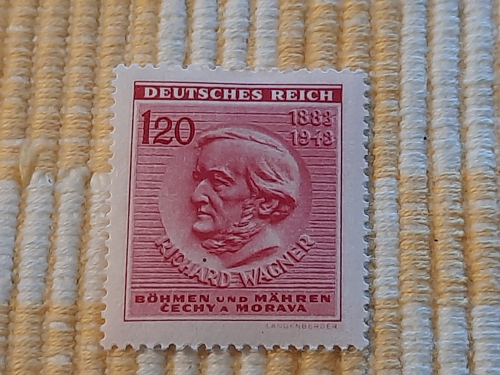 DEUTSCHES REICH
120
1883
1943
RICHARD WAGNER
BÖHMEN UND MÄHREN
ČECHY A MORAVA
LANGENBERGER